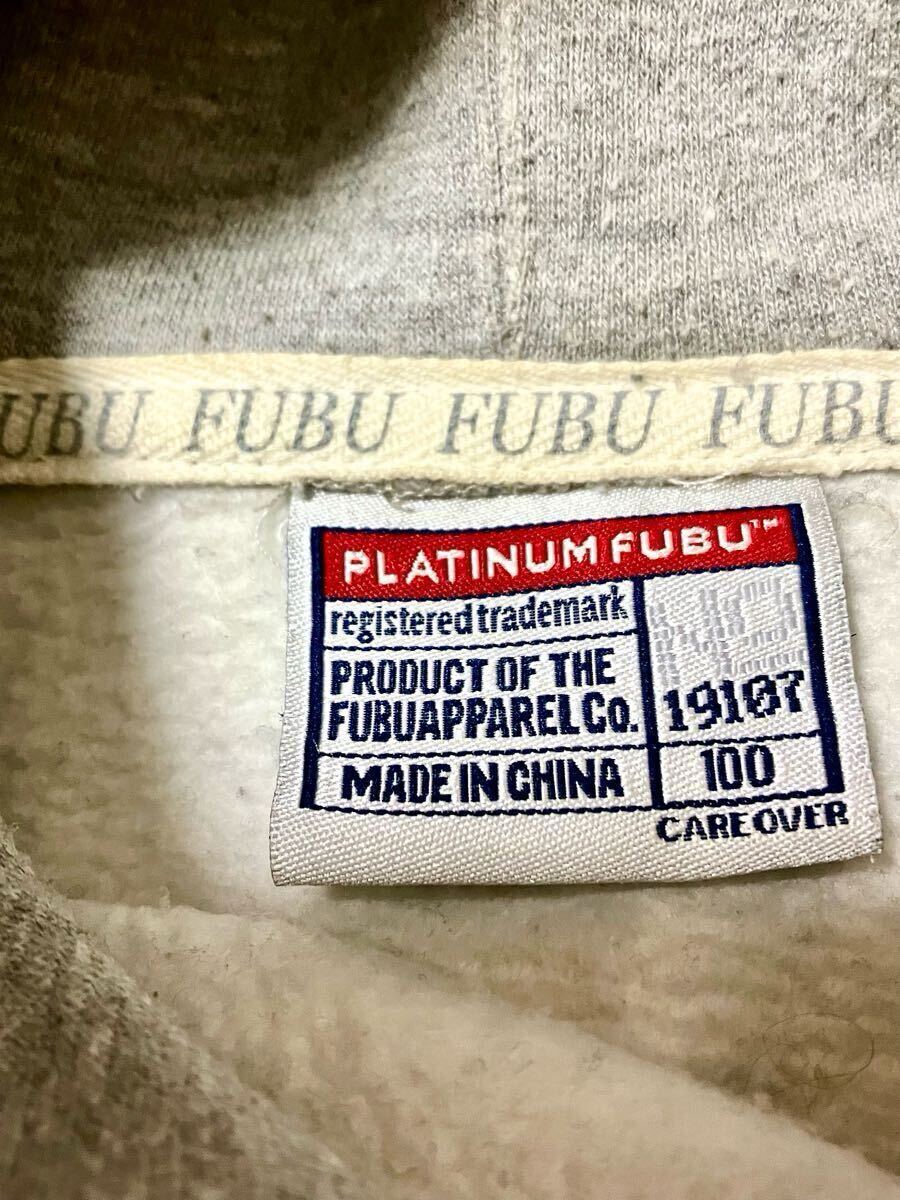 UBU FUBU FUBU FUBU
PLATINUM FUBU™
registered trademark
PRODUCT OF THE
FUBUAPPAREL Co.
19107
MADE IN CHINA
100
CARE OVER